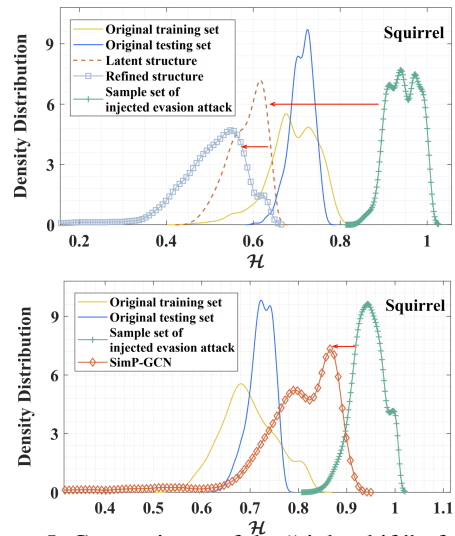 Original training set
Original testing set
Latent structure
Refined structure
Sample set of
injected evasion attack
Squirrel
Density Distribution
9
6
3
0
0.2 0.4 0.6 0.8 1
ℋ
Original training set
Original testing set
Sample set of
injected evasion attack
SimP-GCN
Squirrel
Density Distribution
9
6
3
0
0.4 0.5 0.6 0.7 0.8 0.9 1 1.1
ℋ